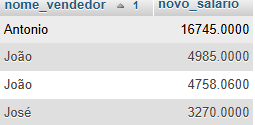 nome_vendedor 1 novo_salario
Antonio 16745.0000
João 4985.0000
João 4758.0600
José 3270.0000